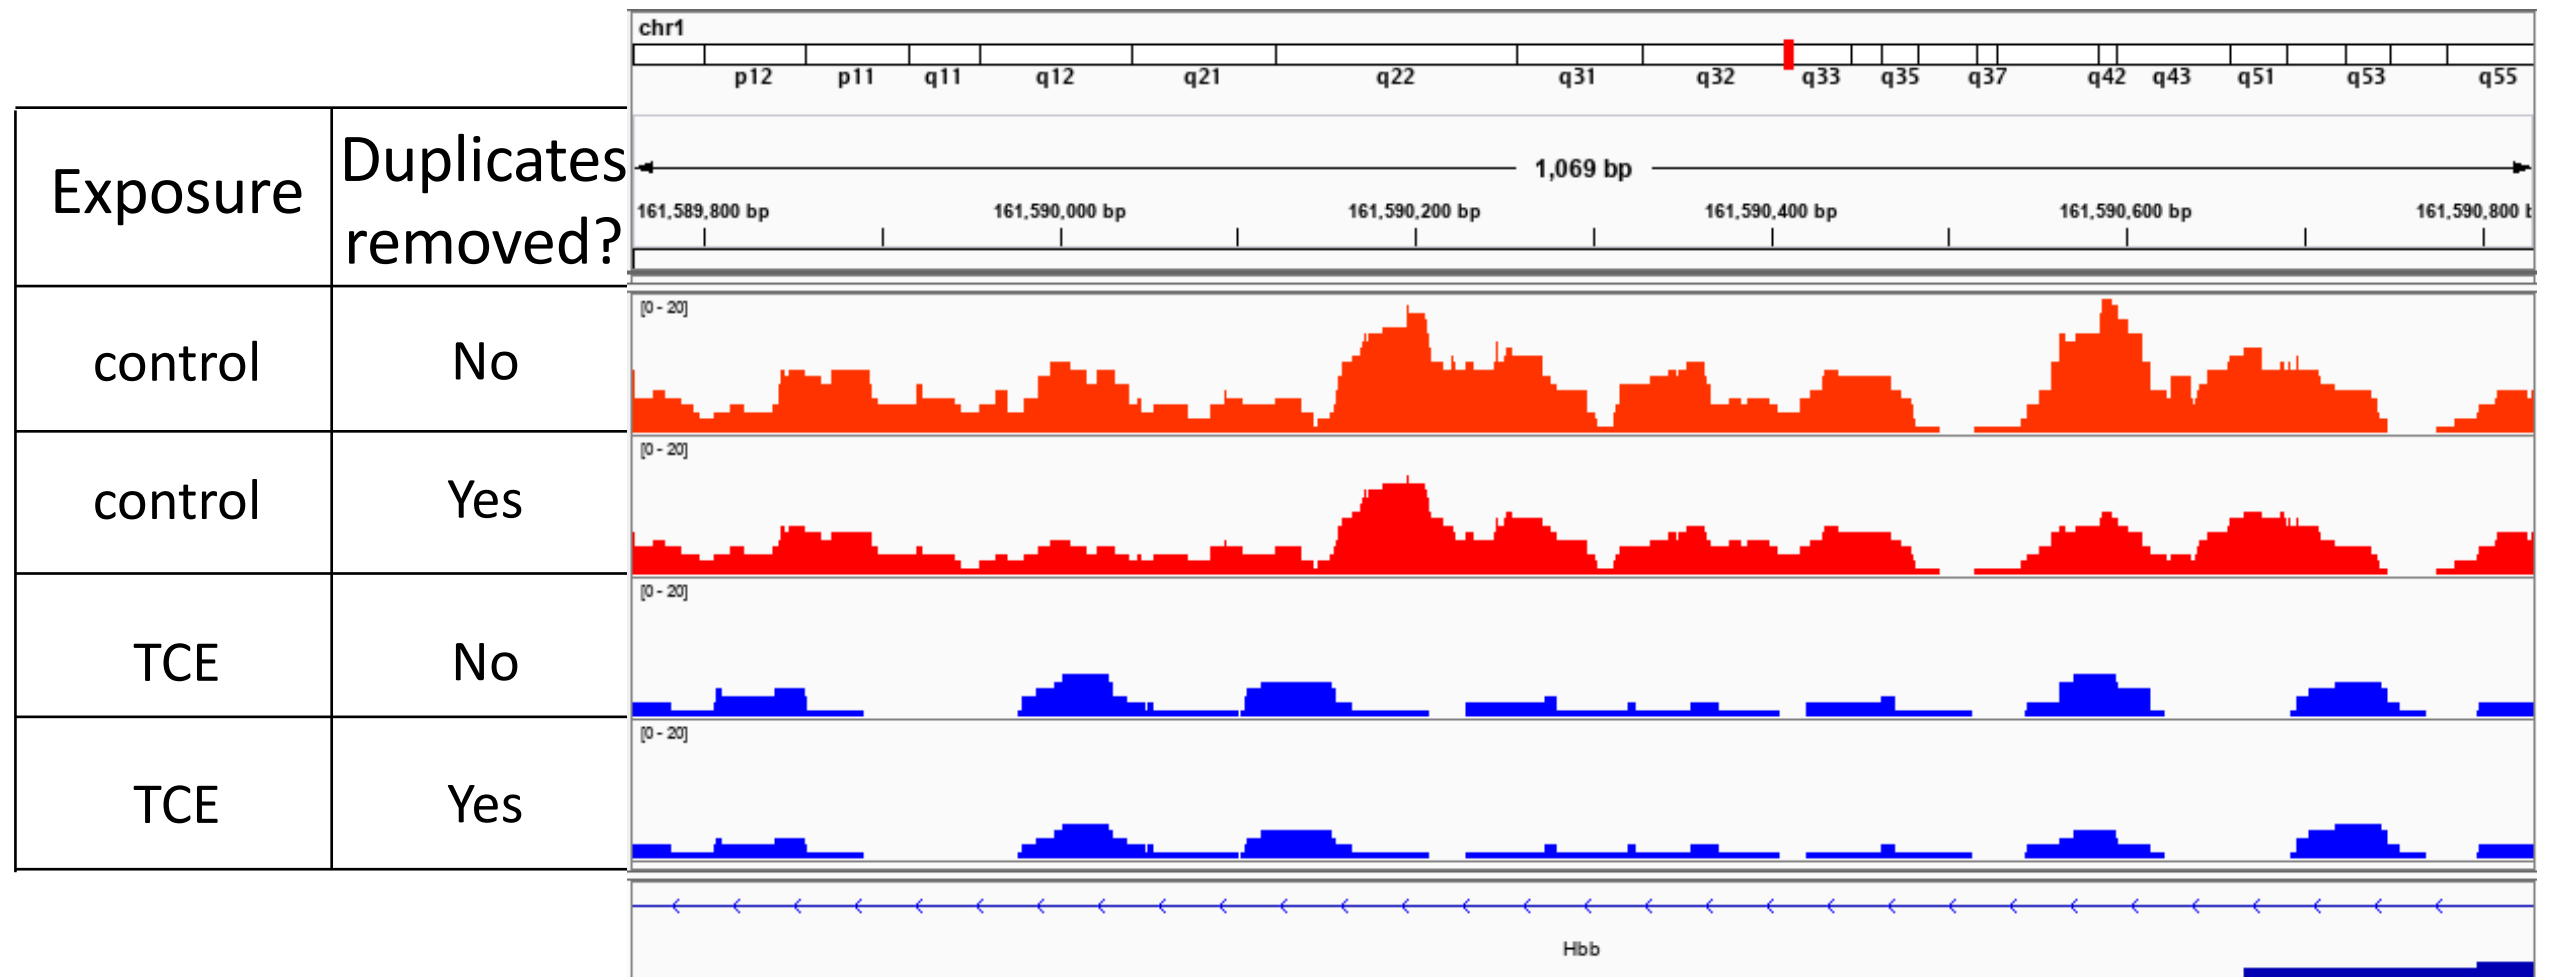 chr1
p12 p11 q11 q12 q21 q22 q31 q32 q33 q35 q37 q42 q43 q51 q53 q55
Exposure Duplicates removed?
1,069 bp
161,589,800 bp 161,590,000 bp 161,590,200 bp 161,590,400 bp 161,590,600 bp 161,590,800 b
[0 - 20]
control No
[0 - 20]
control Yes
[0 - 20]
TCE No
[0 - 20]
TCE Yes
Hbb